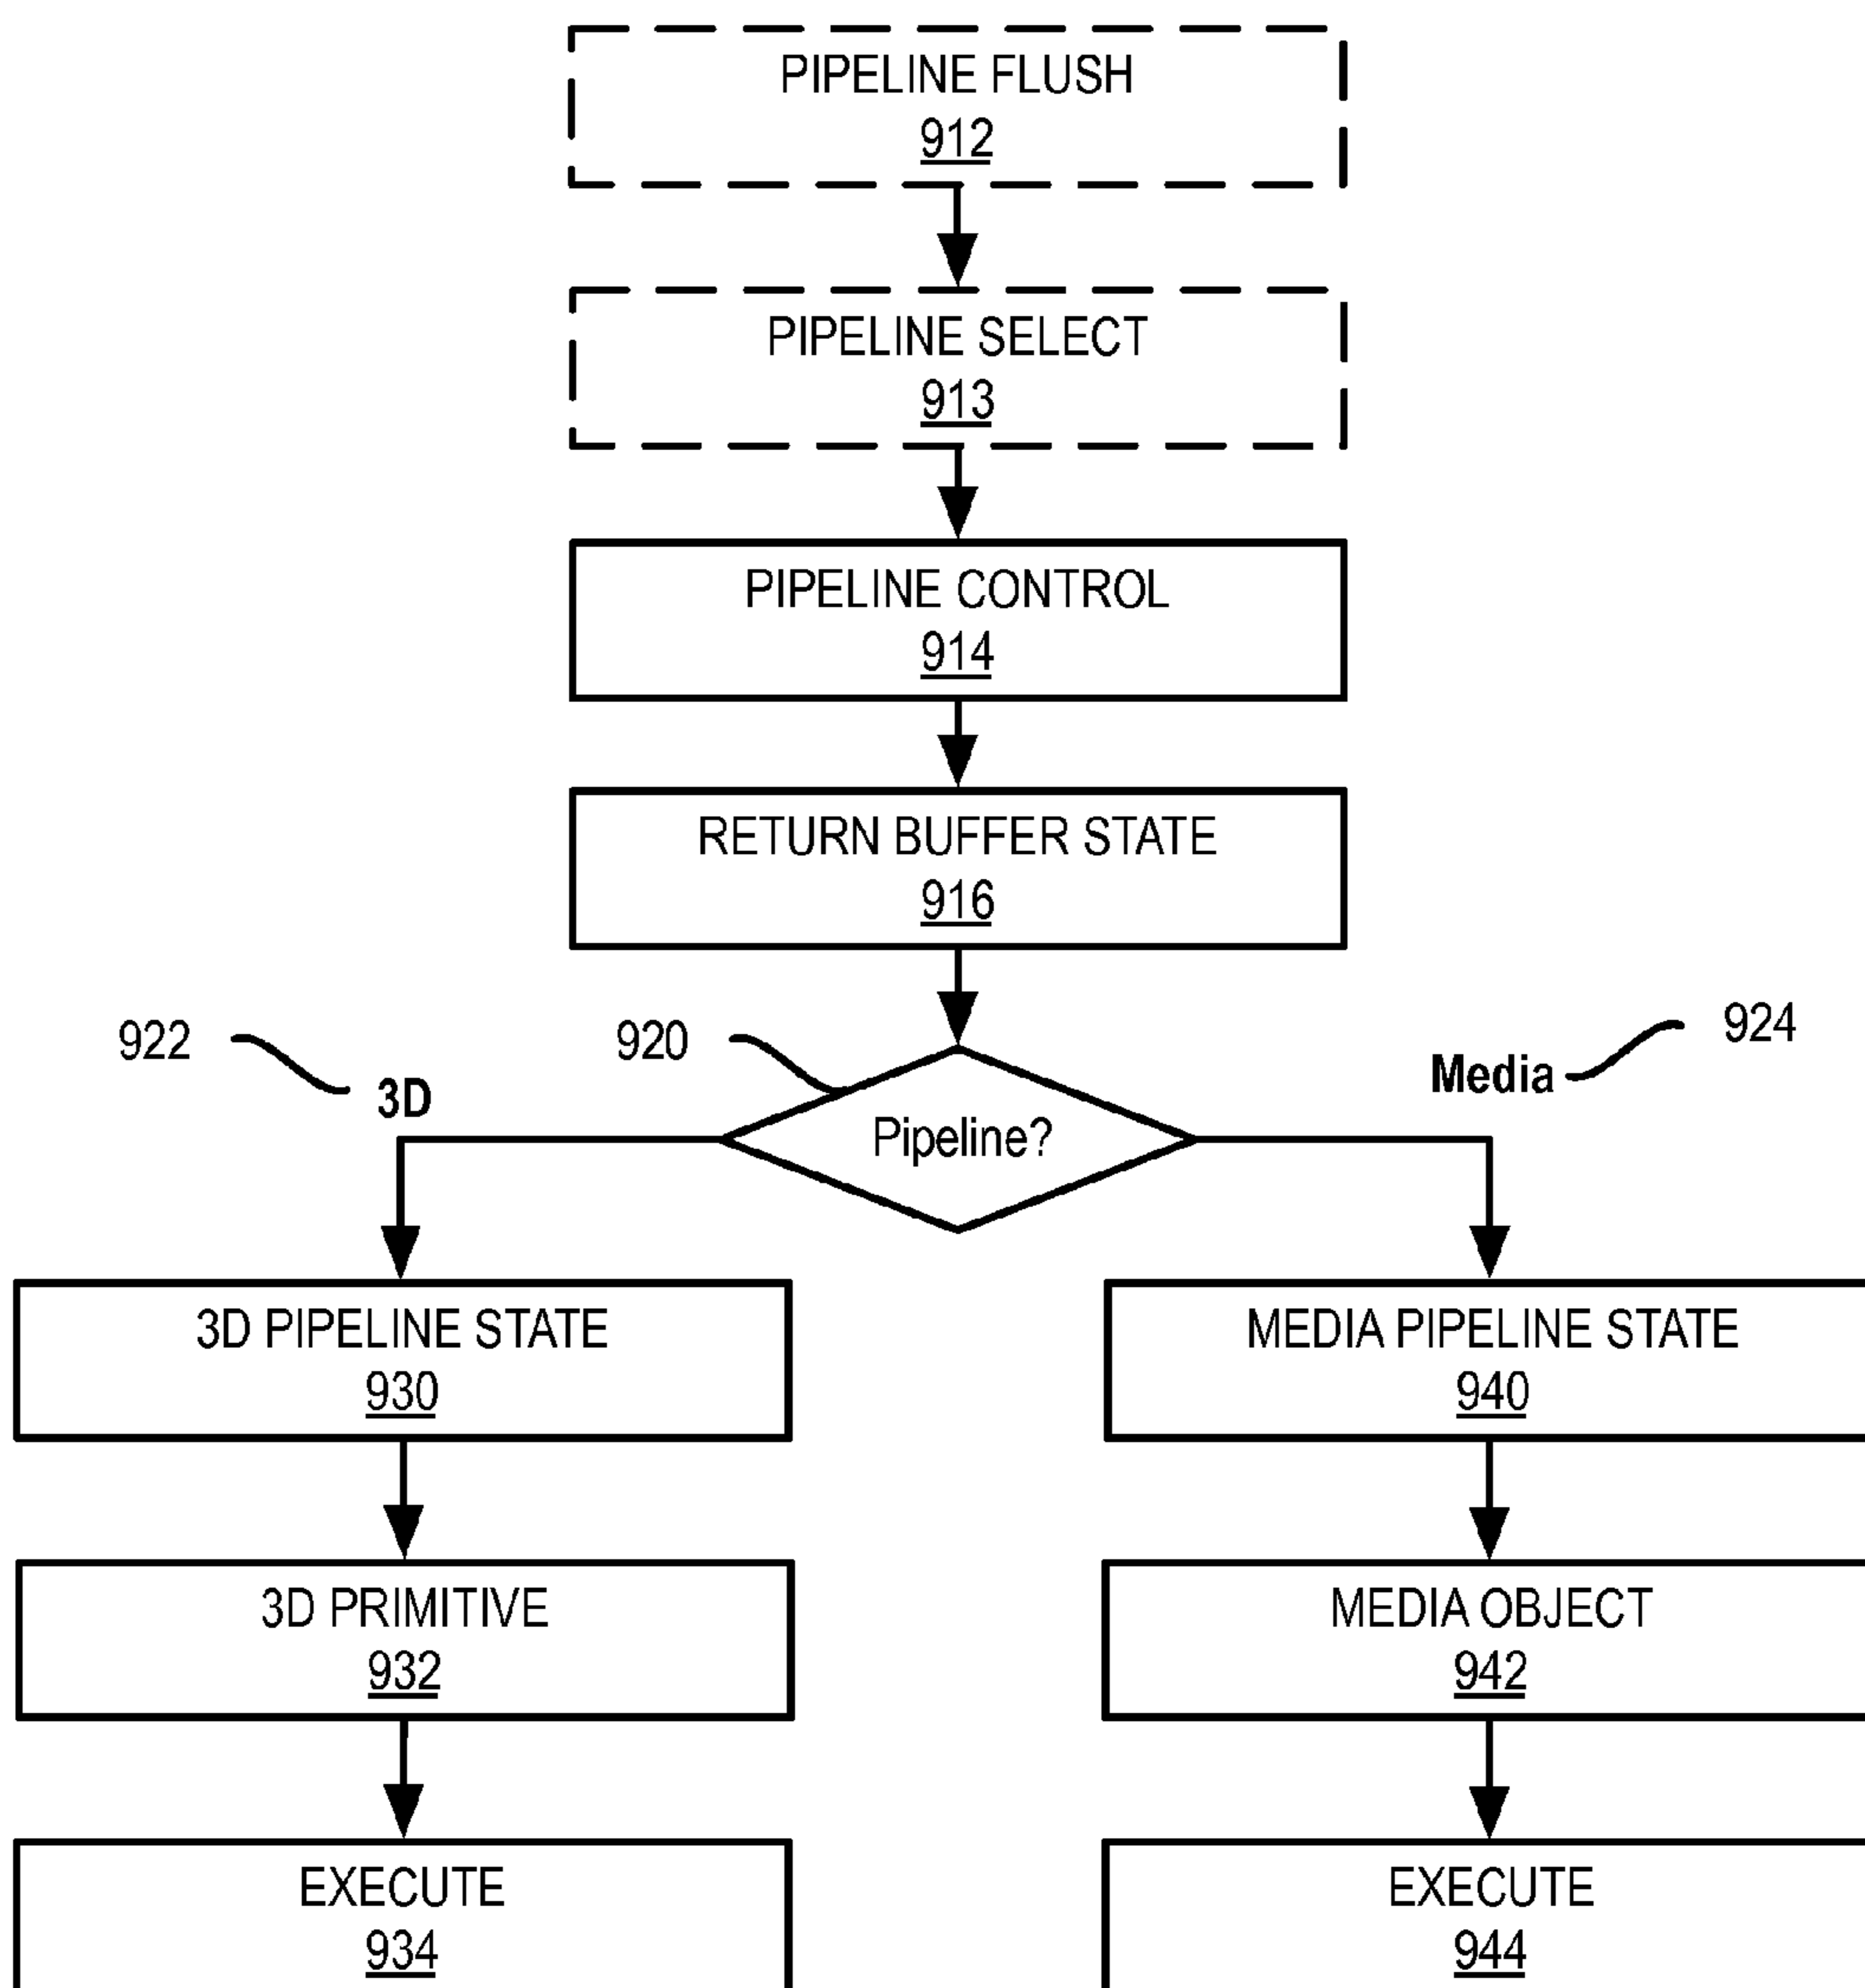 PIPELINE FLUSH
912
PIPELINE SELECT
913
PIPELINE CONTROL
914
RETURN BUFFER STATE
916
922
920
924
3D
Media
Pipeline?
3D PIPELINE STATE
930
MEDIA PIPELINE STATE
940
3D PRIMITIVE
932
MEDIA OBJECT
942
EXECUTE
934
EXECUTE
944